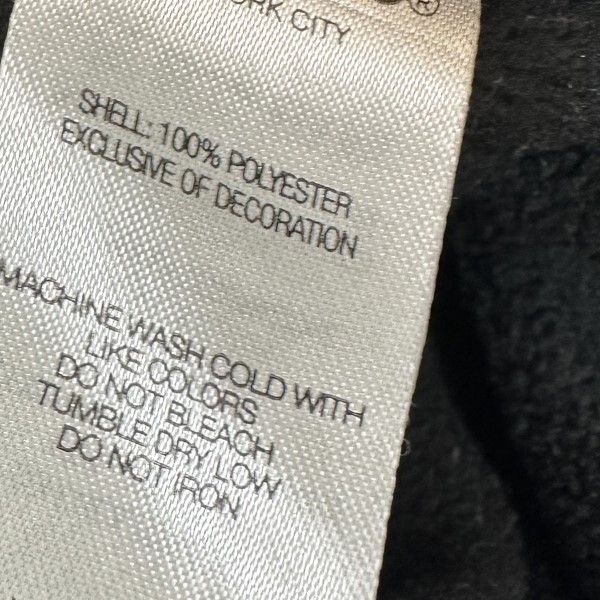 CITY
SHELL: 100% POLYESTER
EXCLUSIVE OF DECORATION
MACHINE WASH COLD WITH
LIKE COLORS
DO NOT BLEACH
TUMBLE DRY LOW
DO NOT IRON